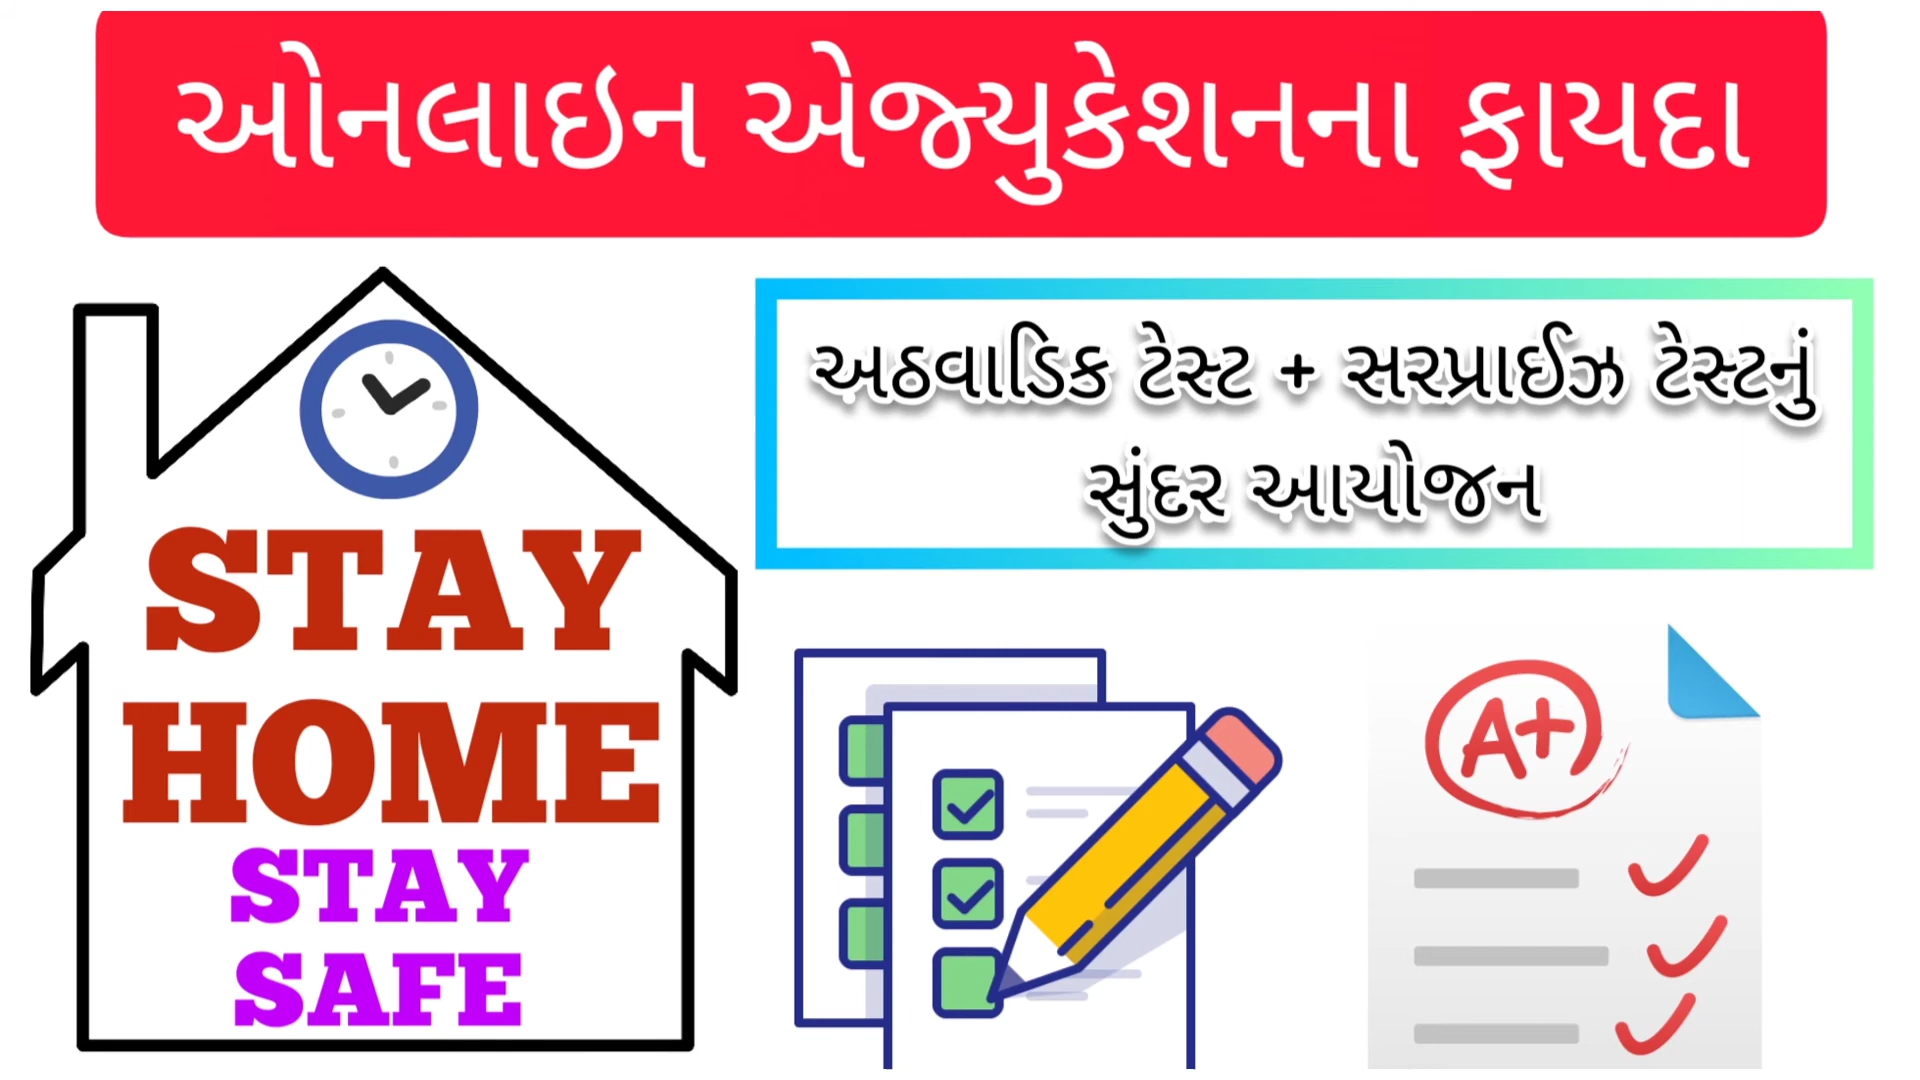 ઓનલાઇન એજ્યુકેશનના ફાયદા
અઠવાડિક ટેસ્ટ + સરપ્રાઈઝ ટેસ્ટનું
સુંદર આયોજન
STAY
HOME
STAY
SAFE
A+